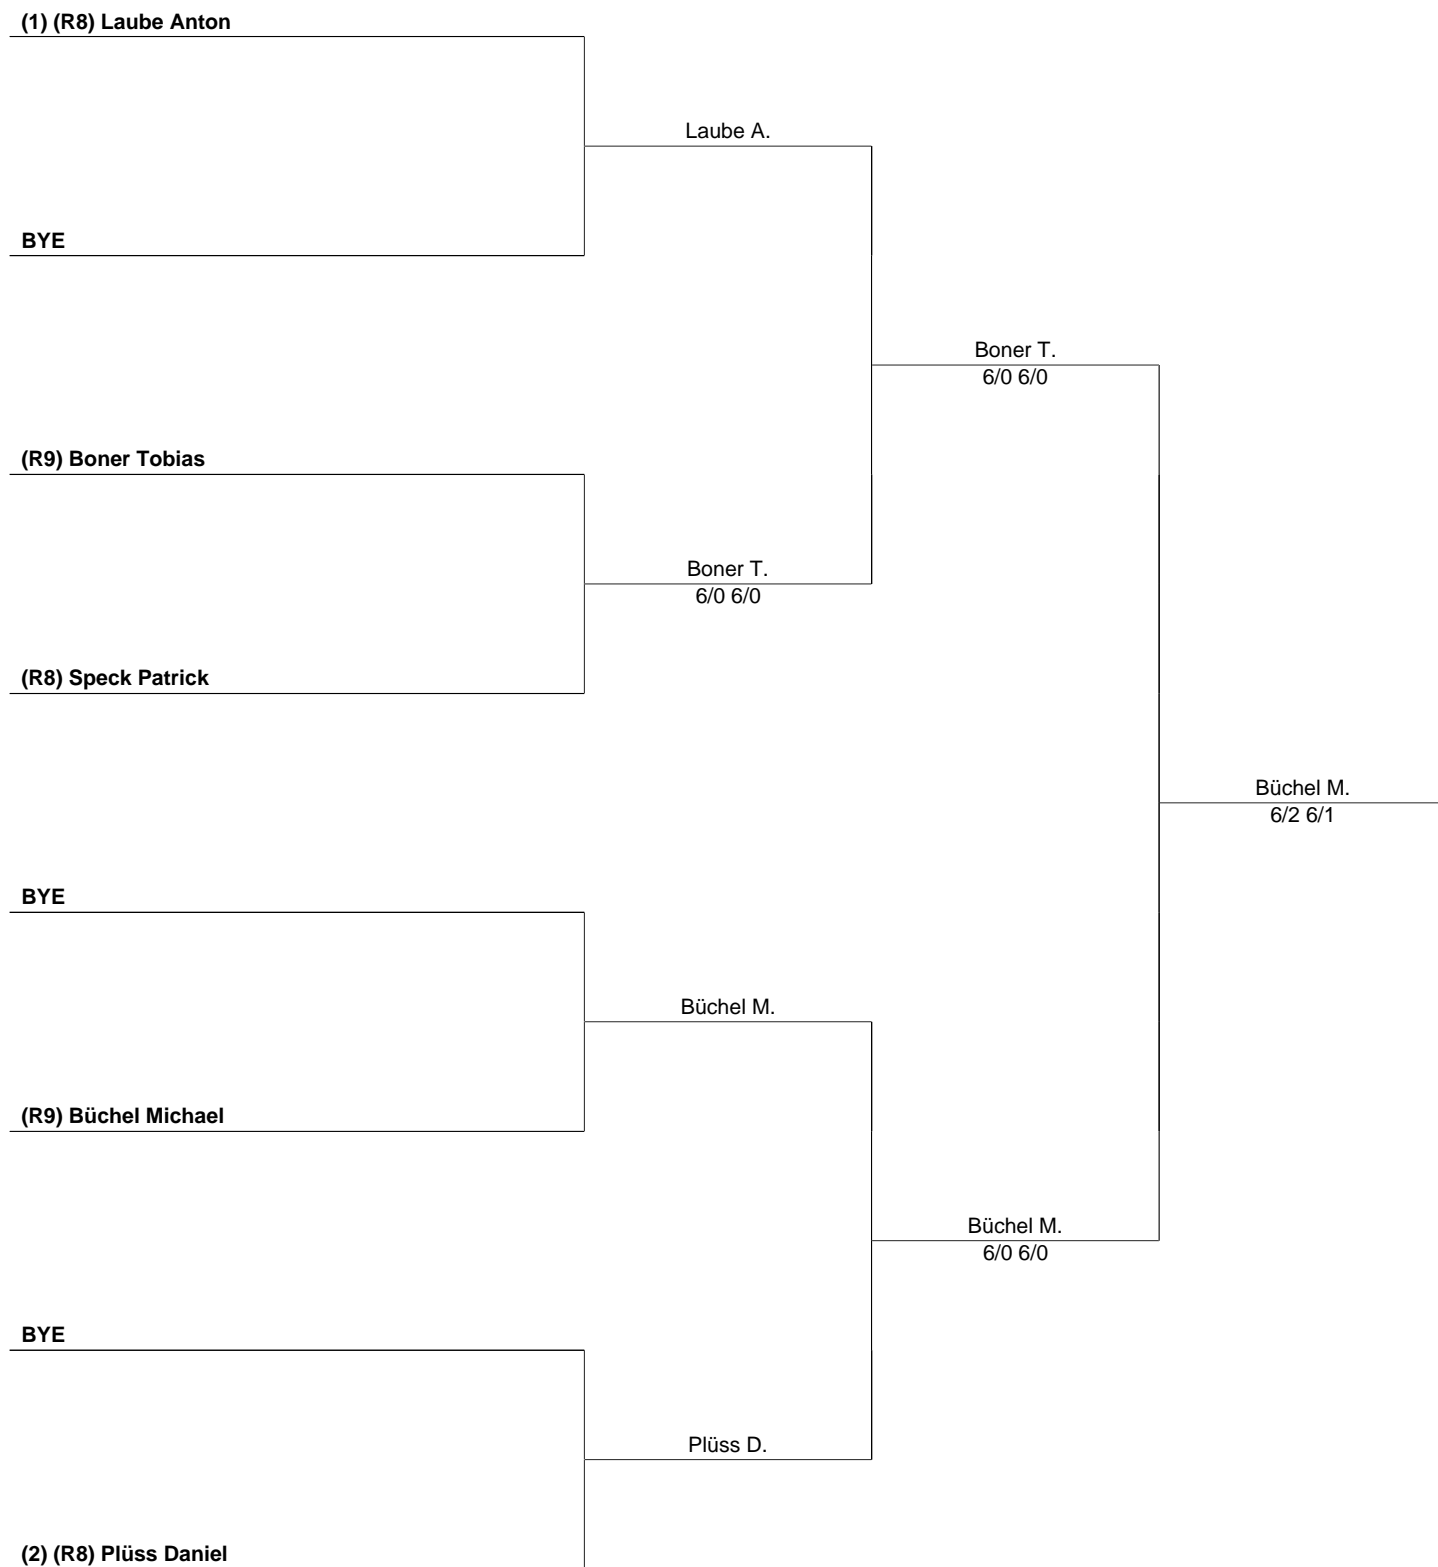 (1) (R8) Laube Anton
Laube A.
BYE
Boner T.
6/0 6/0
(R9) Boner Tobias
Boner T.
6/0 6/0
(R8) Speck Patrick
Büchel M.
6/2 6/1
BYE
Büchel M.
(R9) Büchel Michael
Büchel M.
6/0 6/0
BYE
Plüss D.
(2) (R8) Plüss Daniel